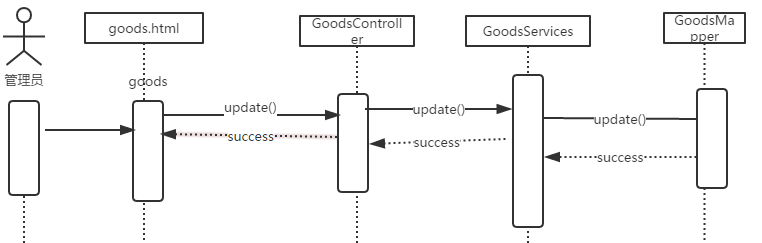 goods.html
GoodsControll
er
GoodsServices
GoodsMa
pper
管理员
goods
update()
success
update()
success
update()
success